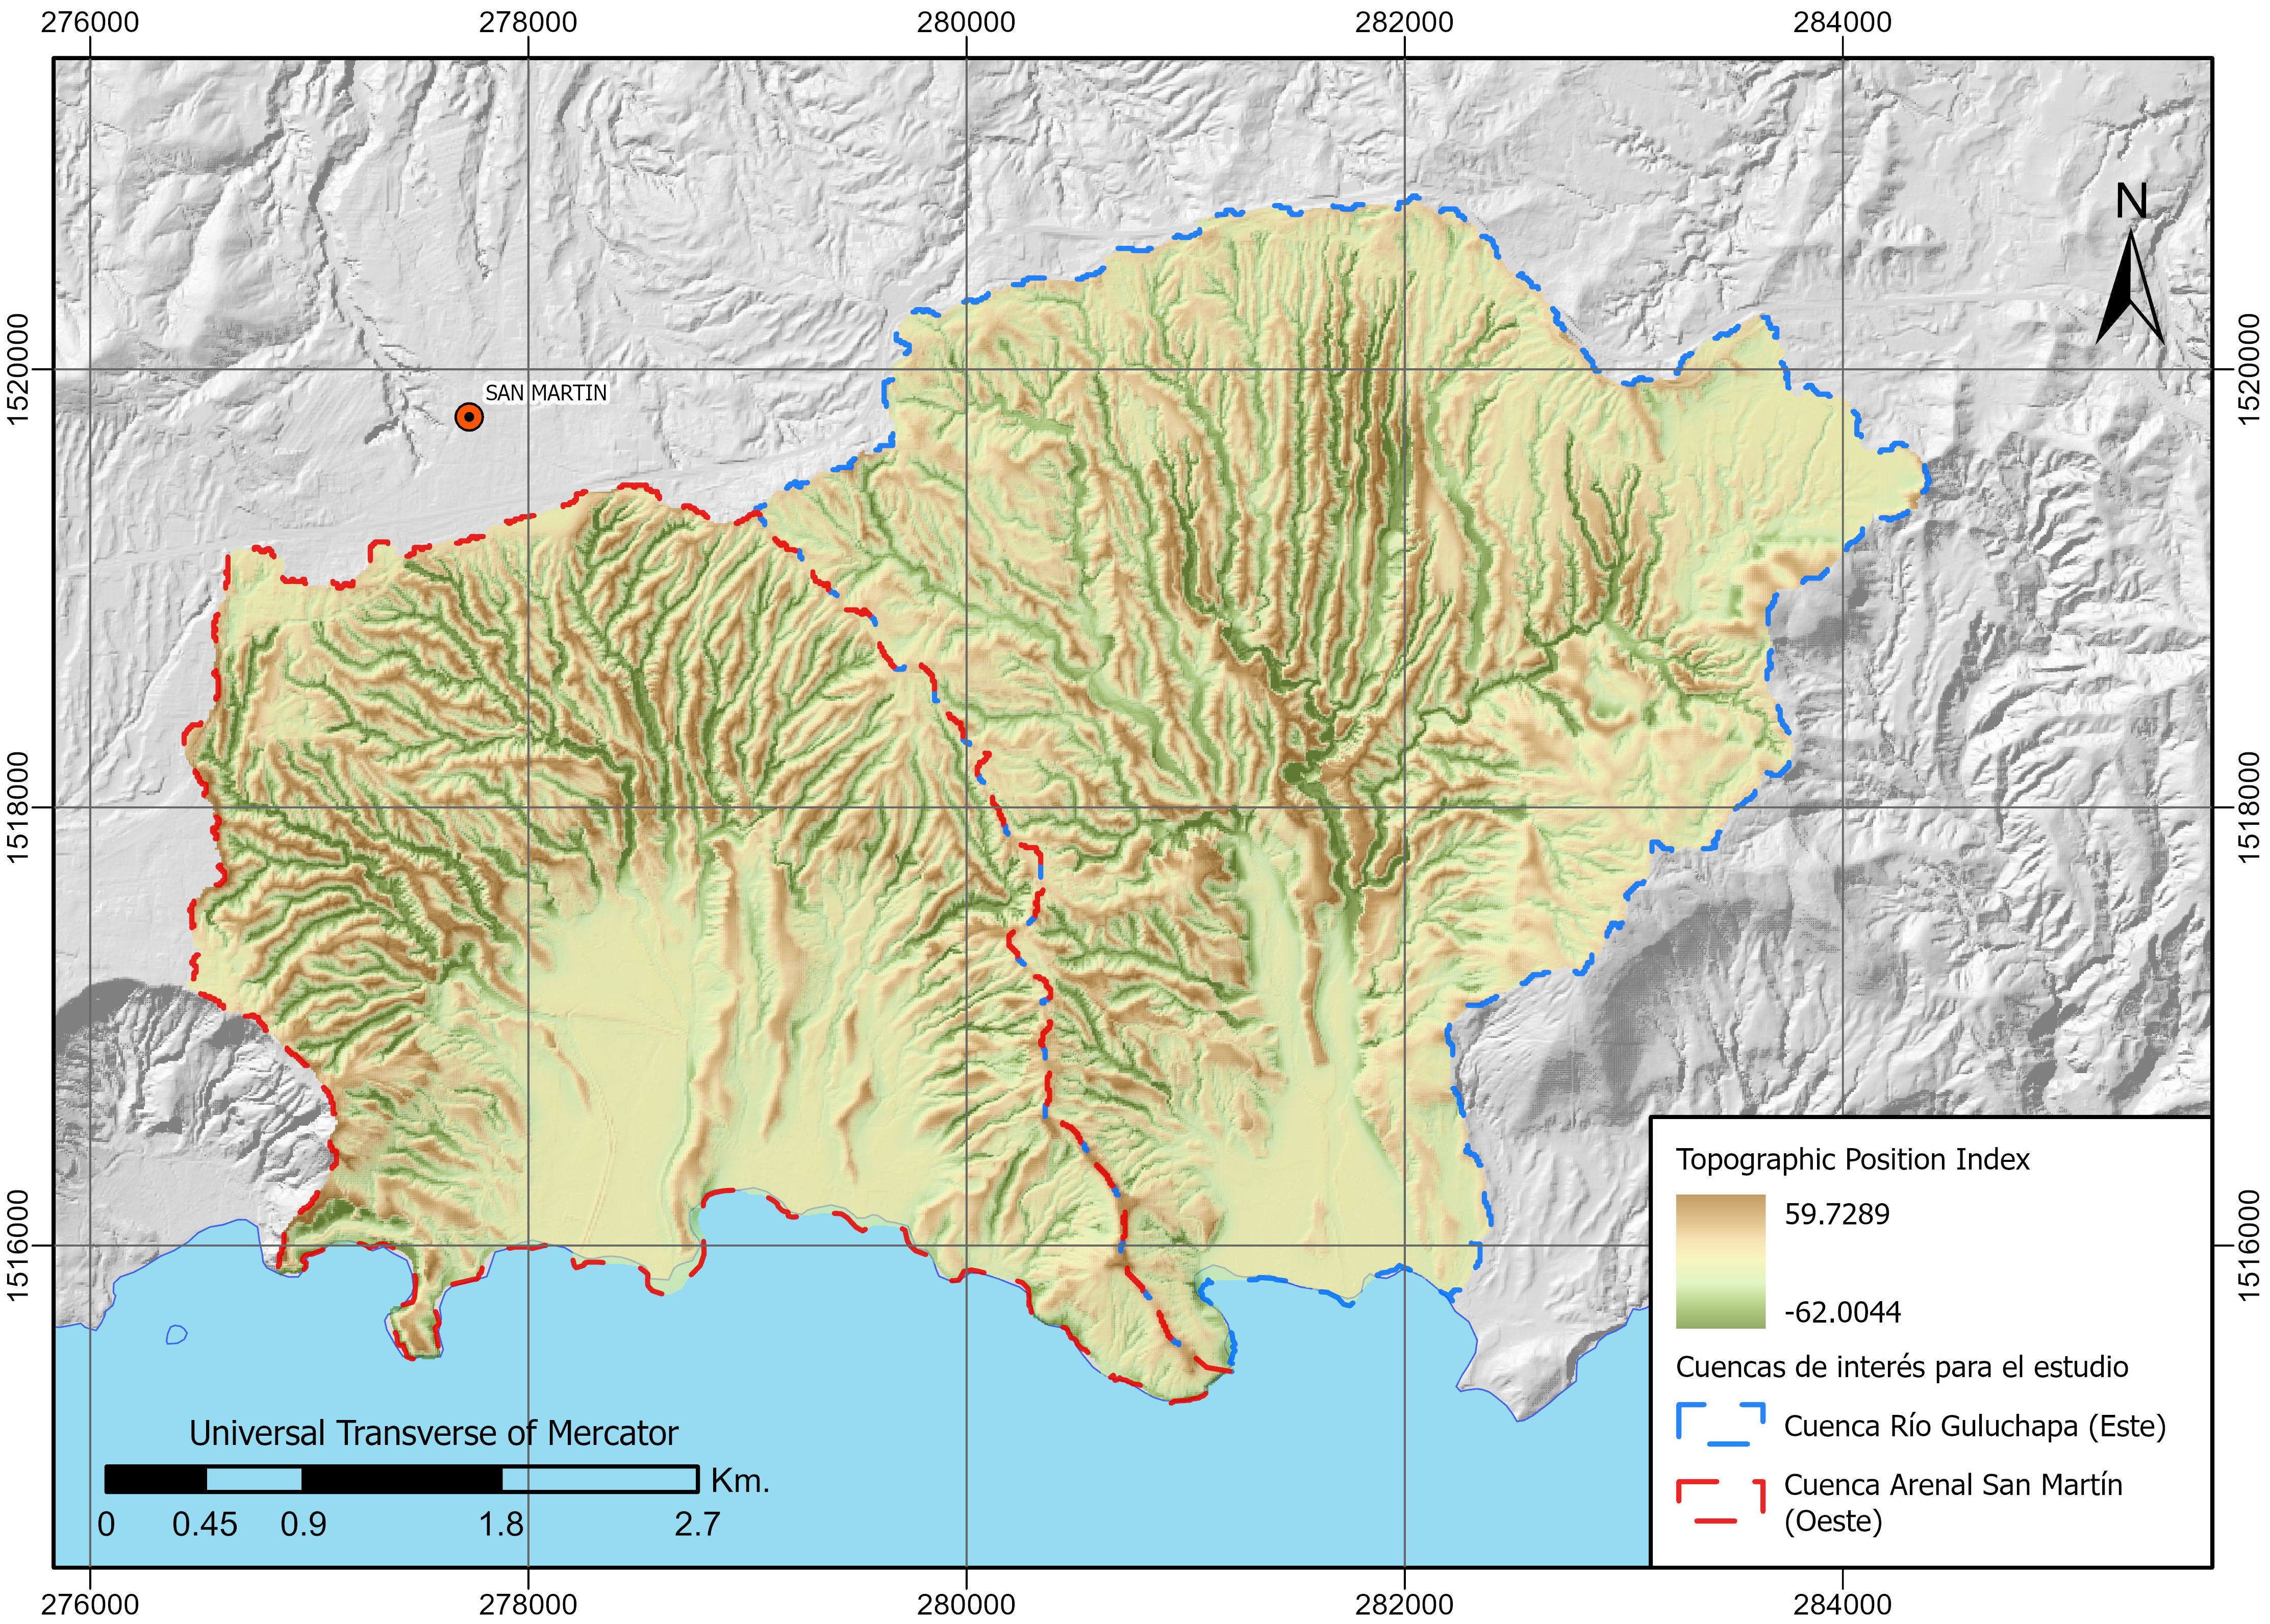 276000
278000
280000
282000
284000
N
1520000
1520000
SAN MARTIN
1518000
1518000
Topographic Position Index
59.7289
-62.0044
1516000
1516000
Cuencas de interés para el estudio
Cuenca Río Guluchapa (Este)
Cuenca Arenal San Martín
(Oeste)
Universal Transverse of Mercator
Km.
0 0.45 0.9 1.8 2.7
276000
278000
280000
282000
284000